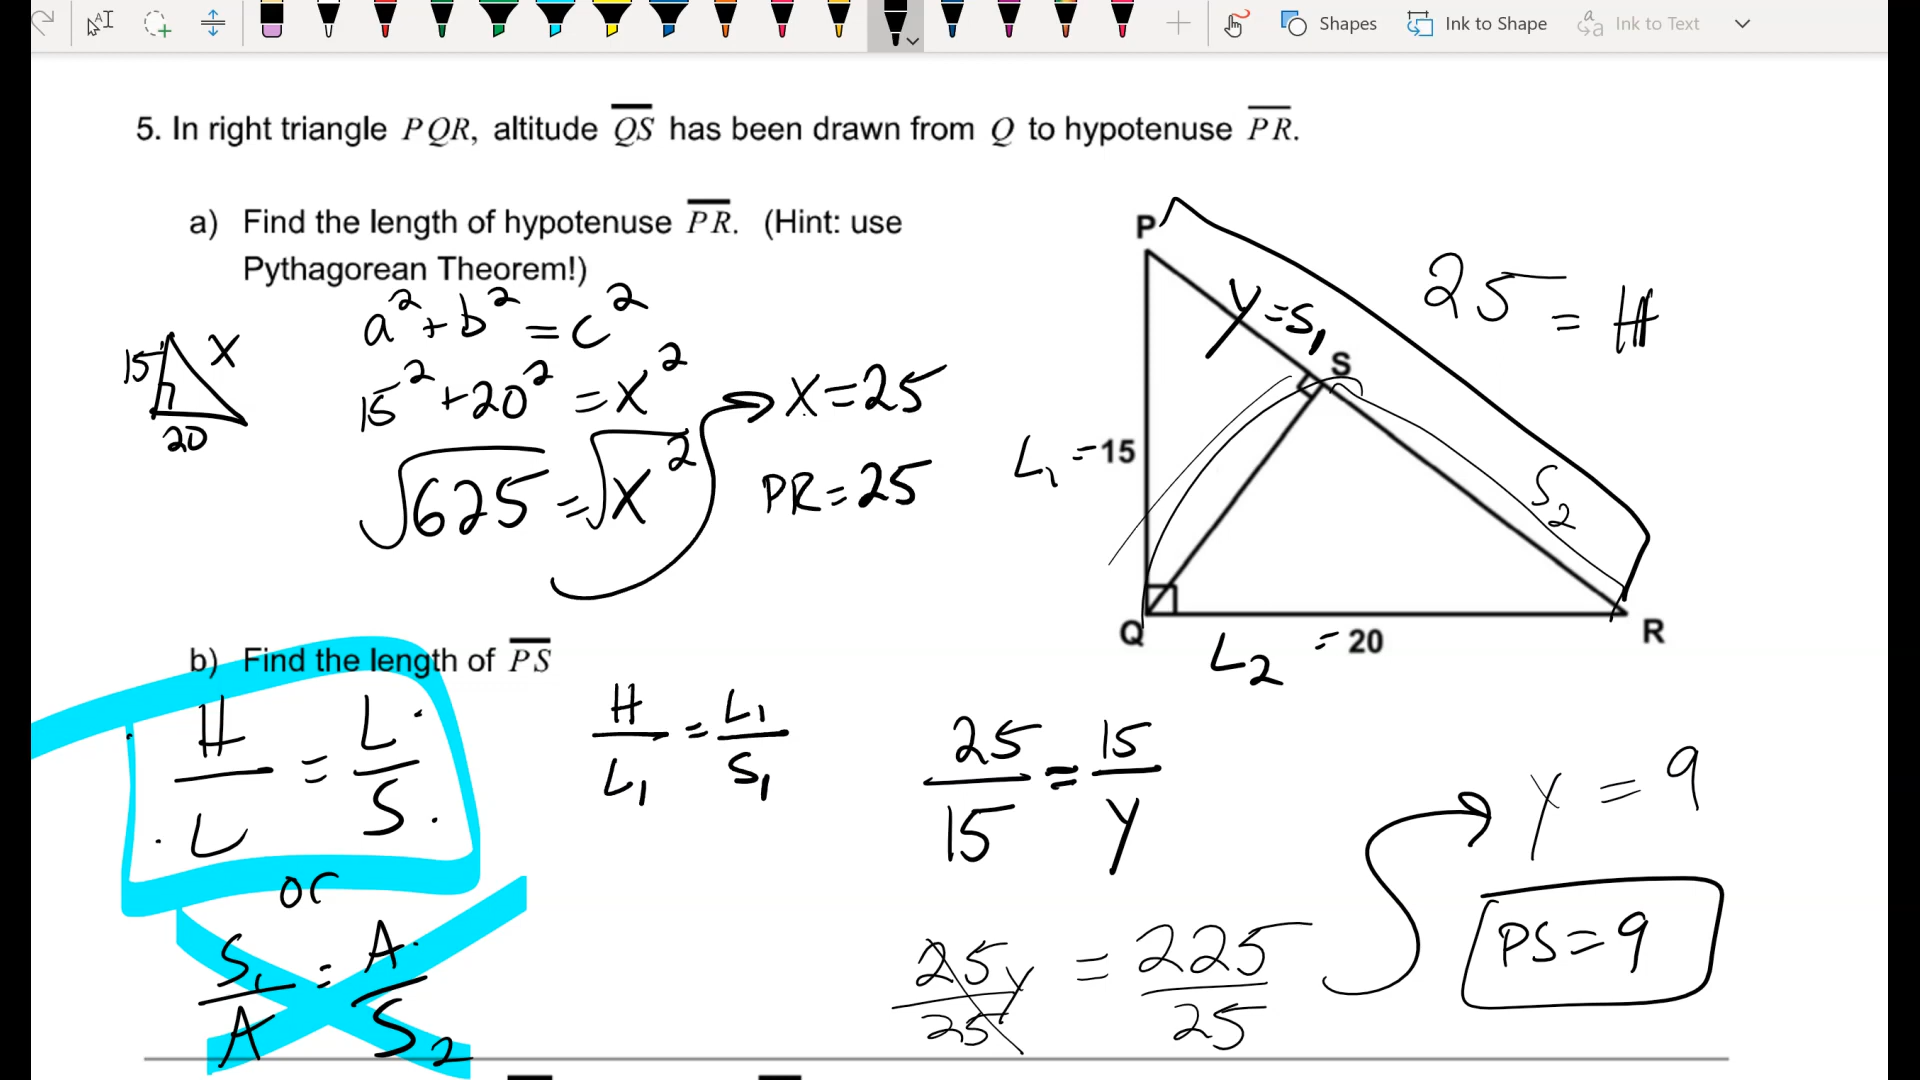 Shapes Ink to Shape Ink to Text
5. In right triangle PQR, altitude QS has been drawn from Q to hypotenuse PR.
a) Find the length of hypotenuse PR. (Hint: use
Pythagorean Theorem!)
a² + b² = c²
15² + 20² = x²
√625 = √x²
x = 25
PR = 25
15
x
20
P
y = S₁
S
25 = H
L₁ = 15
S₂
Q
L₂ = 20
R
b) Find the length of PS
H/L = L/S
or
S₁/A = A/S₂
H/L₁ = L₁/S₁
25/15 = 15/y
25y/25 = 225/25
y = 9
PS = 9